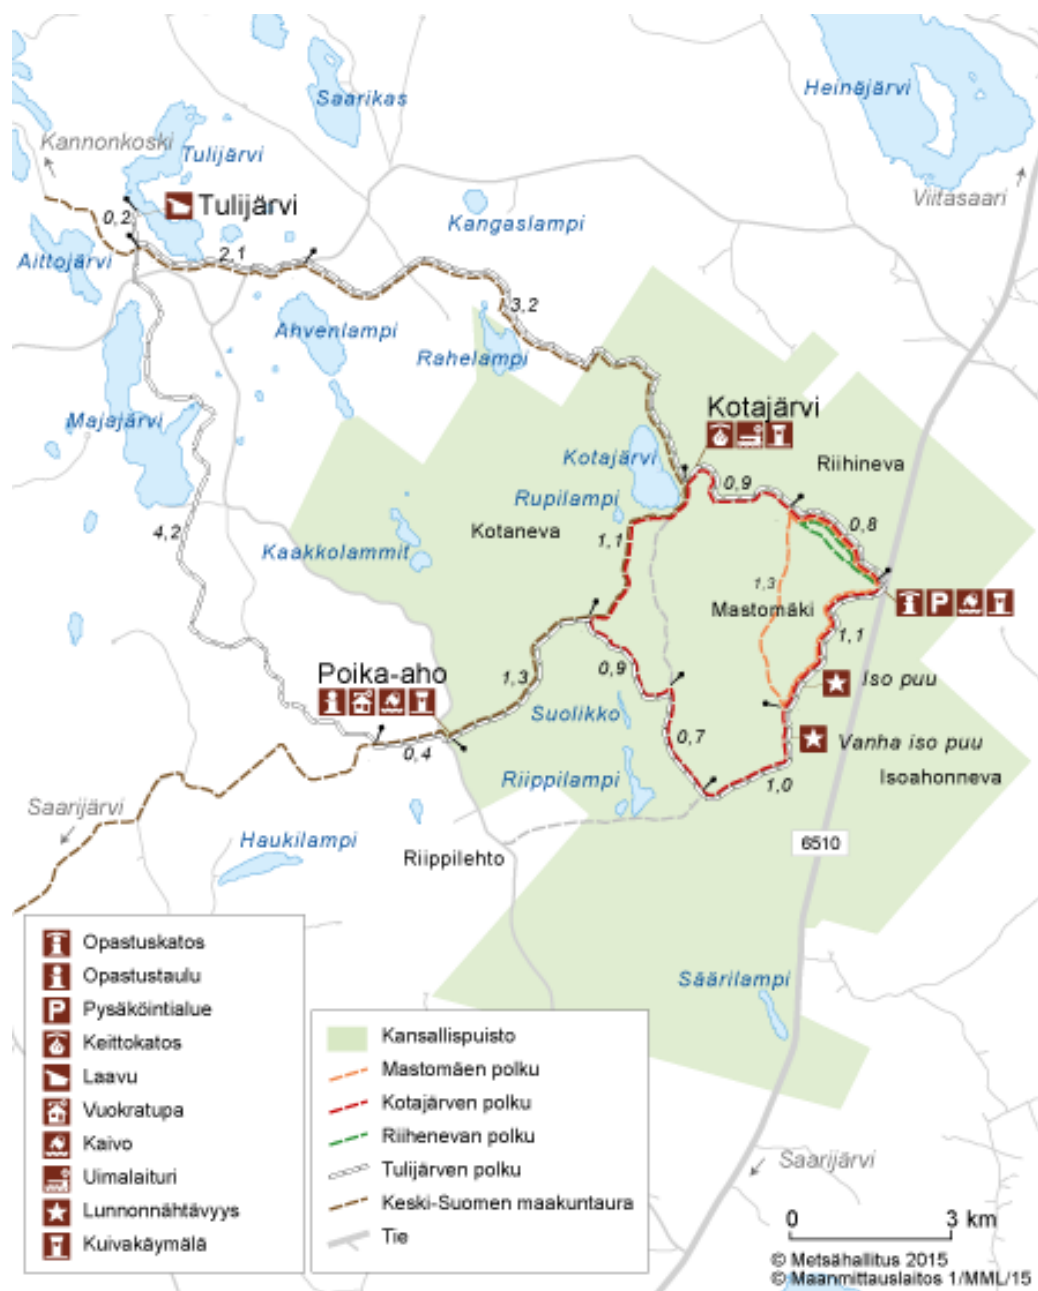 Heinäjärvi
Saarikas
Kannonkoski
Tulijärvi
Viitasaari
Tulijärvi
0,2
Kangaslampi
Aittojärvi
2,1
3,2
Ahvenlampi
Rahelampi
Majajärvi
Kotajärvi
Kotajärvi
Riihineva
0,9
Rupilampi
4,2
Kotaneva
0,8
1,1
Kaakkolammit
1,3
Mastomäki
1,1
Poika-aho
0,9
1,3
Iso puu
Suolikko
0,7
Vanha iso puu
0,4
Riippilampi
1,0
Isoahonneva
Saarijärvi
Haukilampi
6510
Riippilehto
Säärilampi
Opastuskatos
Opastustaulu
P
Pysäköintialue
Keittokatos
Laavu
Vuokratupa
Kaivo
Uimalaituri
Lunnonnähtävyys
Kuivakäymälä
Kansallispuisto
Mastomäen polku
Kotajärven polku
Riihenevan polku
Tulijärven polku
Keski-Suomen maakuntaura
Tie
Saarijärvi
0 3 km
© Metsähallitus 2015
© Maanmittauslaitos 1/MML/15
P